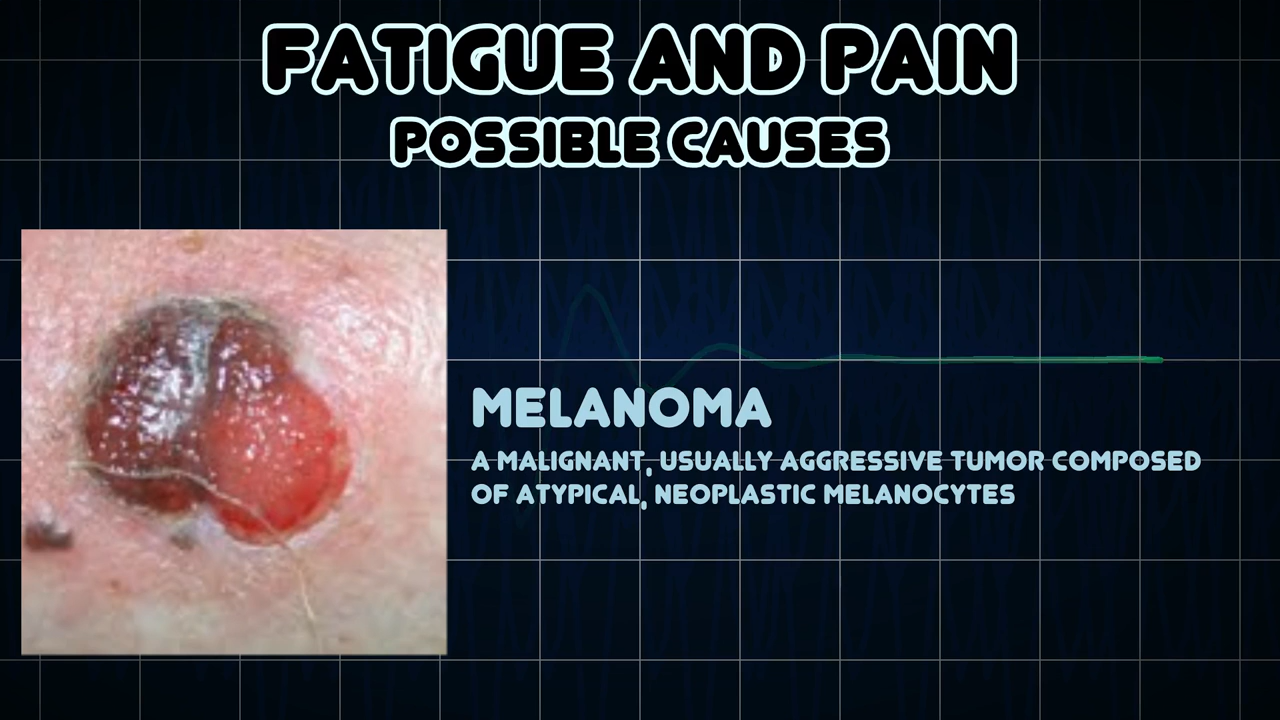 FATIGUE AND PAIN
POSSIBLE CAUSES
MELANOMA
A MALIGNANT, USUALLY AGGRESSIVE TUMOR COMPOSED
OF ATYPICAL, NEOPLASTIC MELANOCYTES